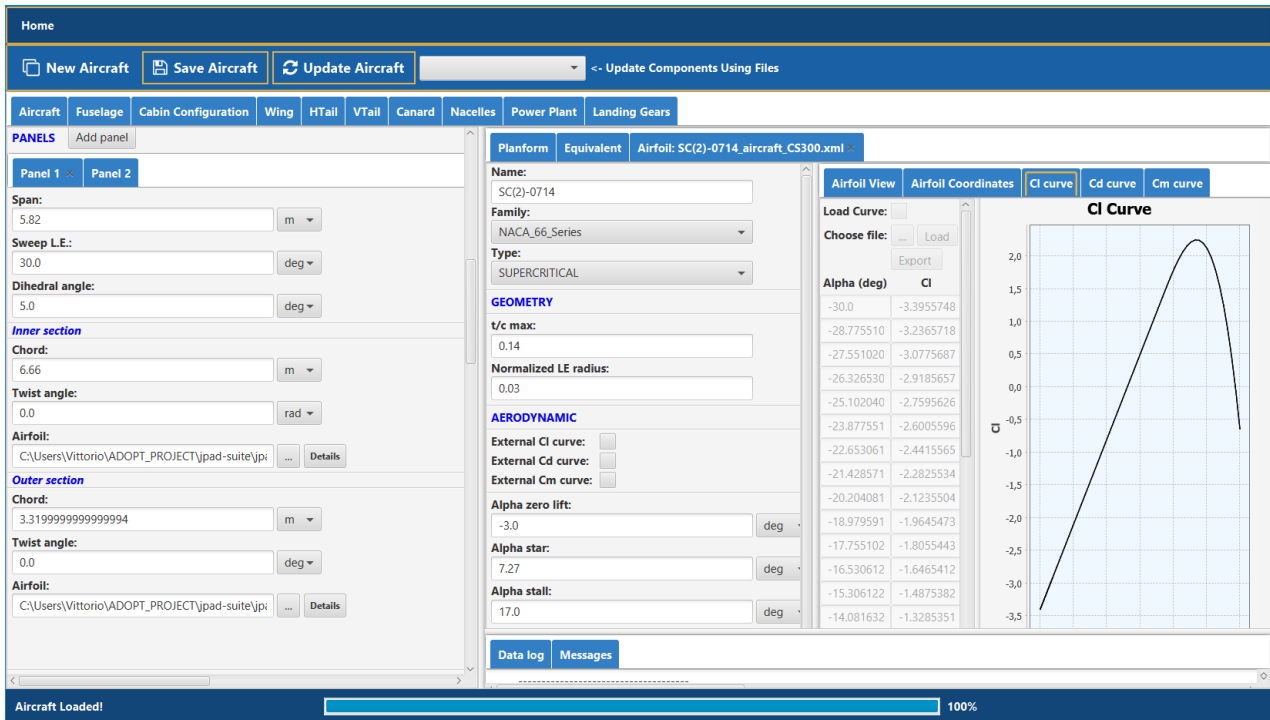 Home
New Aircraft Save Aircraft Update Aircraft <- Update Components Using Files
Aircraft Fuselage Cabin Configuration Wing HTail VTail Canard Nacelles Power Plant Landing Gears
PANELS Add panel
Panel 1 × Panel 2
Span:
5.82 m
Sweep L.E.:
30.0 deg
Dihedral angle:
5.0 deg
Inner section
Chord:
6.66 m
Twist angle:
0.0 rad
Airfoil:
C:\Users\Vittorio\ADOPT_PROJECT\jpad-suite\jpa ... Details
Outer section
Chord:
3.3199999999999994 m
Twist angle:
0.0 deg
Airfoil:
C:\Users\Vittorio\ADOPT_PROJECT\jpad-suite\jpa ... Details
Planform Equivalent Airfoil: SC(2)-0714_aircraft_CS300.xml ×
Name:
SC(2)-0714
Family:
NACA_66_Series
Type:
SUPERCRITICAL
GEOMETRY
t/c max:
0.14
Normalized LE radius:
0.03
AERODYNAMIC
External Cl curve:
External Cd curve:
External Cm curve:
Alpha zero lift:
-3.0 deg
Alpha star:
7.27 deg
Alpha stall:
17.0 deg
Airfoil View Airfoil Coordinates Cl curve Cd curve Cm curve
Load Curve:
Choose file: ... Load
Export
Alpha (deg) Cl
-30.0 -3.3955748
-28.775510 -3.2365718
-27.551020 -3.0775687
-26.326530 -2.9185657
-25.102040 -2.7595626
-23.877551 -2.6005596
-22.653061 -2.4415565
-21.428571 -2.2825534
-20.204081 -2.1235504
-18.979591 -1.9645473
-17.755102 -1.8055443
-16.530612 -1.6465412
-15.306122 -1.4875382
-14.081632 -1.3285351
Cl Curve
2,0
1,5
1,0
0,5
0,0
-0,5
-1,0
-1,5
-2,0
-2,5
-3,0
-3,5
Cl
Data log Messages
------------------------------------
Aircraft Loaded! 100%